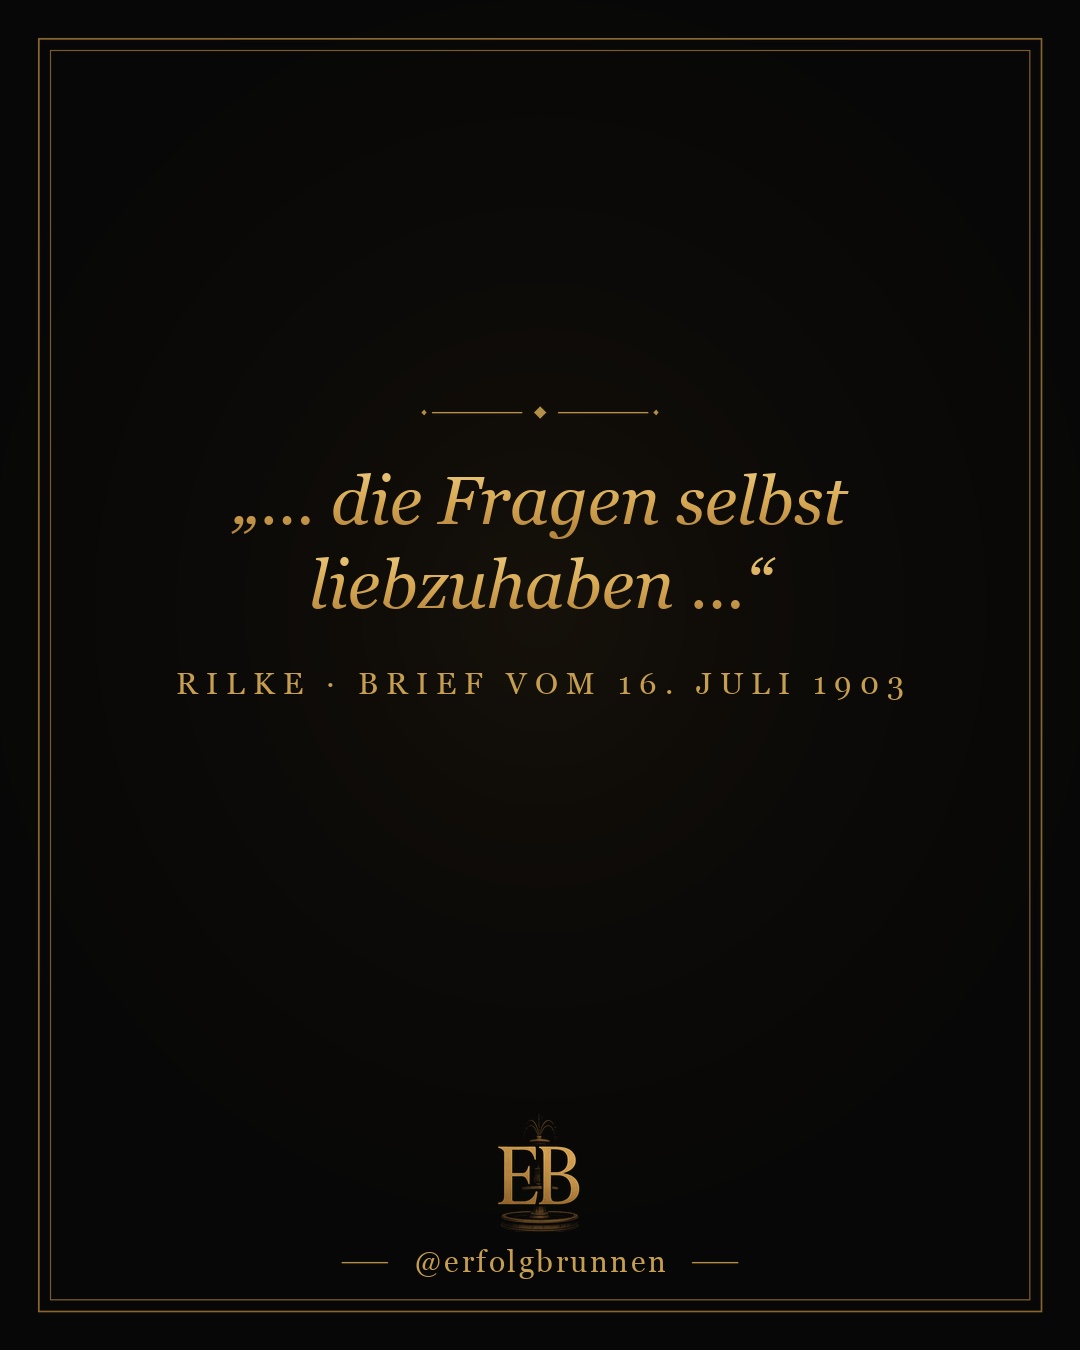 „… die Fragen selbst
liebzuhaben …“
RILKE · BRIEF VOM 16. JULI 1903
EB
@erfolgbrunnen